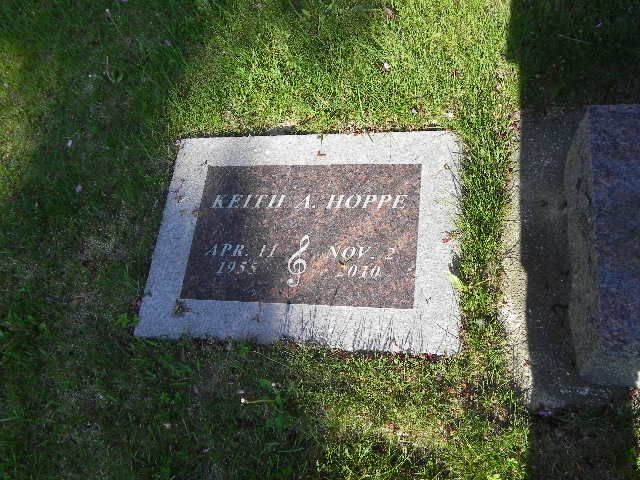 KEITH A. HOPPE
APR. 11 NOV. 2
1955 2010